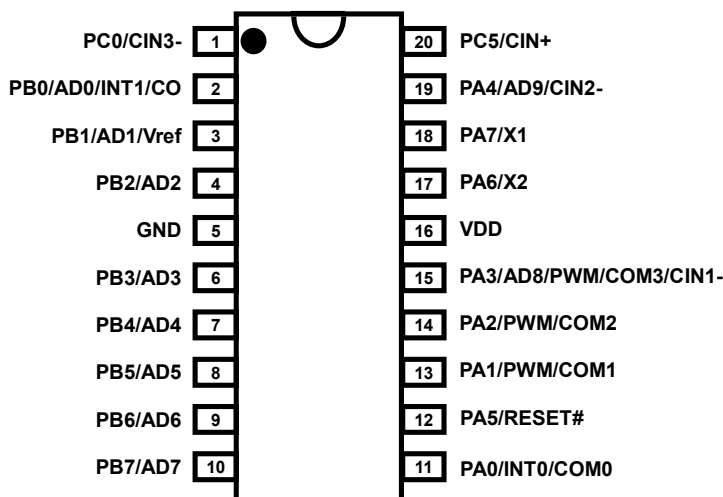 PC0/CIN3- 1 20 PC5/CIN+
PB0/AD0/INT1/CO 2 19 PA4/AD9/CIN2-
PB1/AD1/Vref 3 18 PA7/X1
PB2/AD2 4 17 PA6/X2
GND 5 16 VDD
PB3/AD3 6 15 PA3/AD8/PWM/COM3/CIN1-
PB4/AD4 7 14 PA2/PWM/COM2
PB5/AD5 8 13 PA1/PWM/COM1
PB6/AD6 9 12 PA5/RESET#
PB7/AD7 10 11 PA0/INT0/COM0